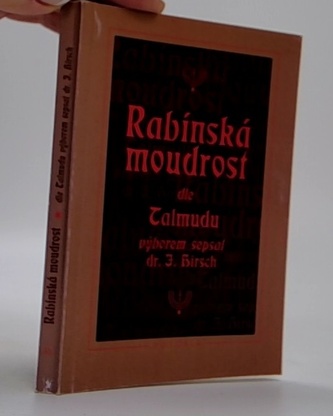 Rabínská
moudrost
dle
Talmudu
výborem sepsal
dr. J. Hirsch
Rabínská moudrost * dle Talmudu výborem sepsal dr. J. Hirsch